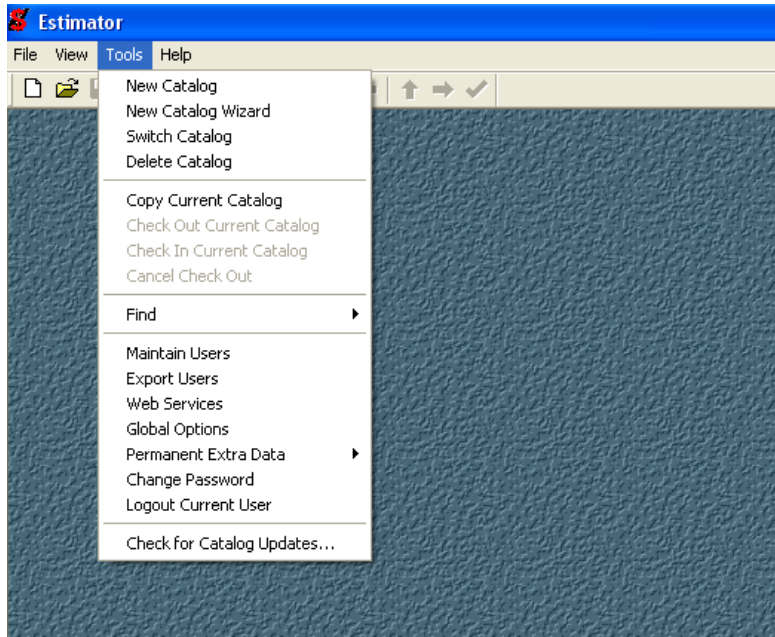 Estimator
File View Tools Help
New Catalog
New Catalog Wizard
Switch Catalog
Delete Catalog
Copy Current Catalog
Check Out Current Catalog
Check In Current Catalog
Cancel Check Out
Find
Maintain Users
Export Users
Web Services
Global Options
Permanent Extra Data
Change Password
Logout Current User
Check for Catalog Updates...